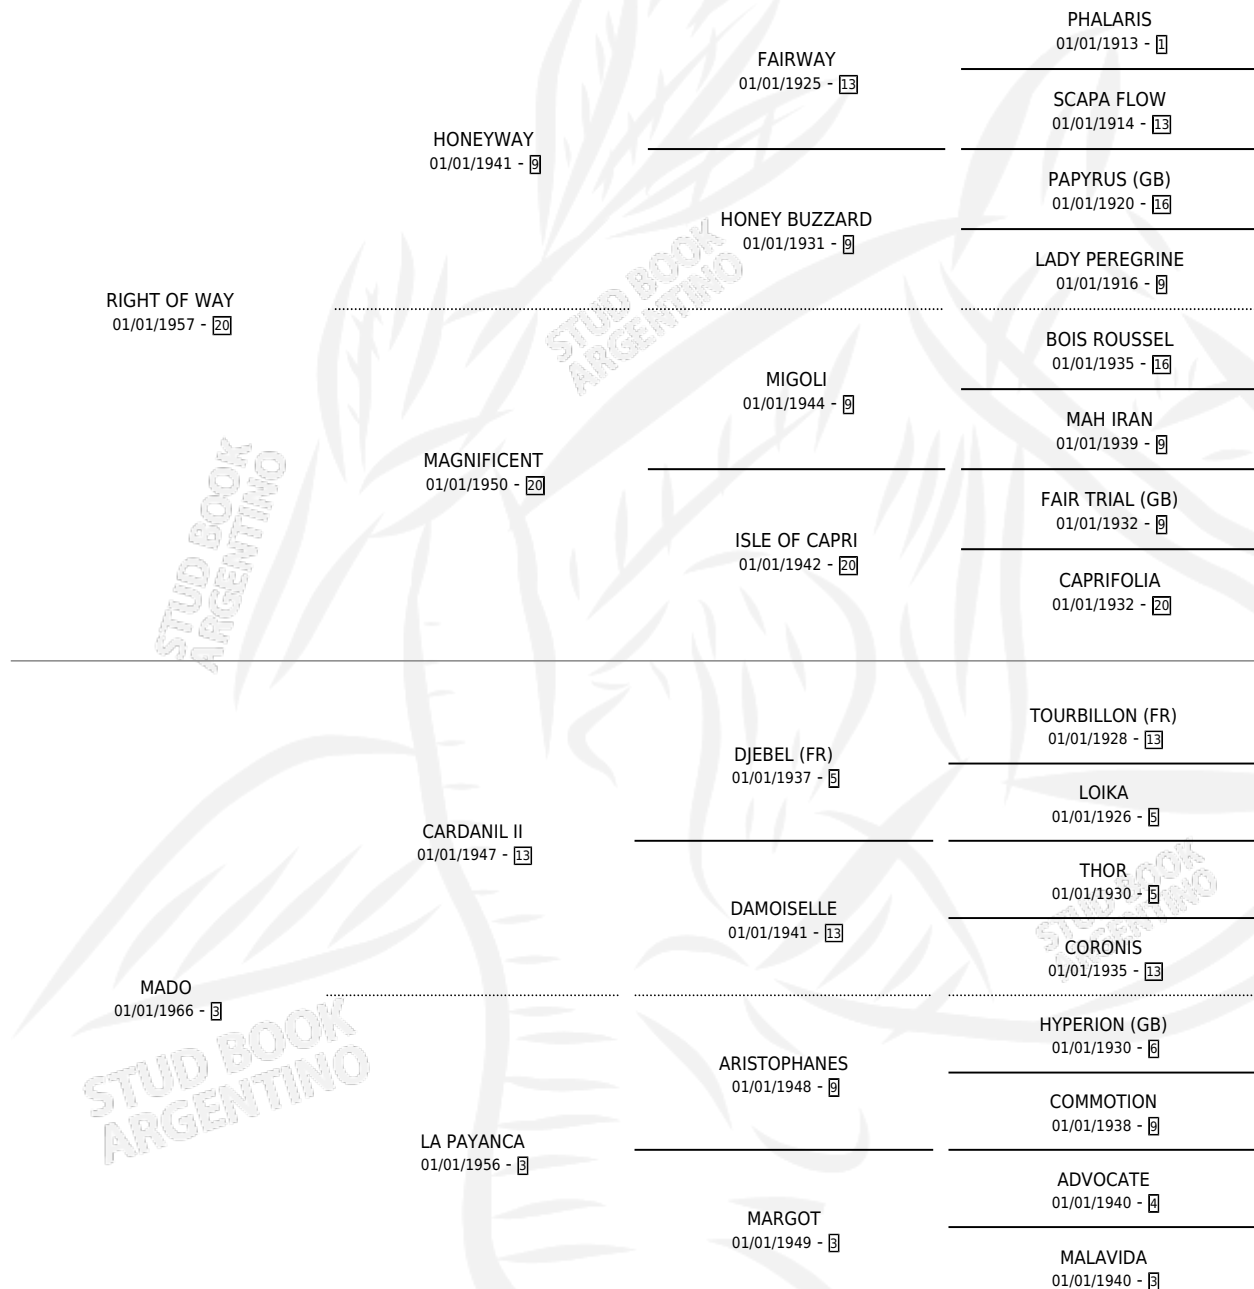 PHALARIS
01/01/1913 - 1
FAIRWAY
01/01/1925 - 13
SCAPA FLOW
01/01/1914 - 13
HONEYWAY
01/01/1941 - 9
PAPYRUS (GB)
01/01/1920 - 16
HONEY BUZZARD
01/01/1931 - 9
LADY PEREGRINE
01/01/1916 - 9
RIGHT OF WAY
01/01/1957 - 20
STUD BOOK
ARGENTINO
BOIS ROUSSEL
01/01/1935 - 16
MIGOLI
01/01/1944 - 9
MAH IRAN
01/01/1939 - 9
MAGNIFICENT
01/01/1950 - 20
FAIR TRIAL (GB)
01/01/1932 - 9
ISLE OF CAPRI
01/01/1942 - 20
CAPRIFOLIA
01/01/1932 - 20
STUD BOOK
ARGENTINO
TOURBILLON (FR)
01/01/1928 - 13
DJEBEL (FR)
01/01/1937 - 5
LOIKA
01/01/1926 - 5
CARDANIL II
01/01/1947 - 13
THOR
01/01/1930 - 5
DAMOISELLE
01/01/1941 - 13
CORONIS
01/01/1935 - 13
STUD BOOK
ARGENTINO
MADO
01/01/1966 - 3
STUD BOOK
ARGENTINO
HYPERION (GB)
01/01/1930 - 6
ARISTOPHANES
01/01/1948 - 9
COMMOTION
01/01/1938 - 9
LA PAYANCA
01/01/1956 - 3
ADVOCATE
01/01/1940 - 4
MARGOT
01/01/1949 - 3
MALAVIDA
01/01/1940 - 3